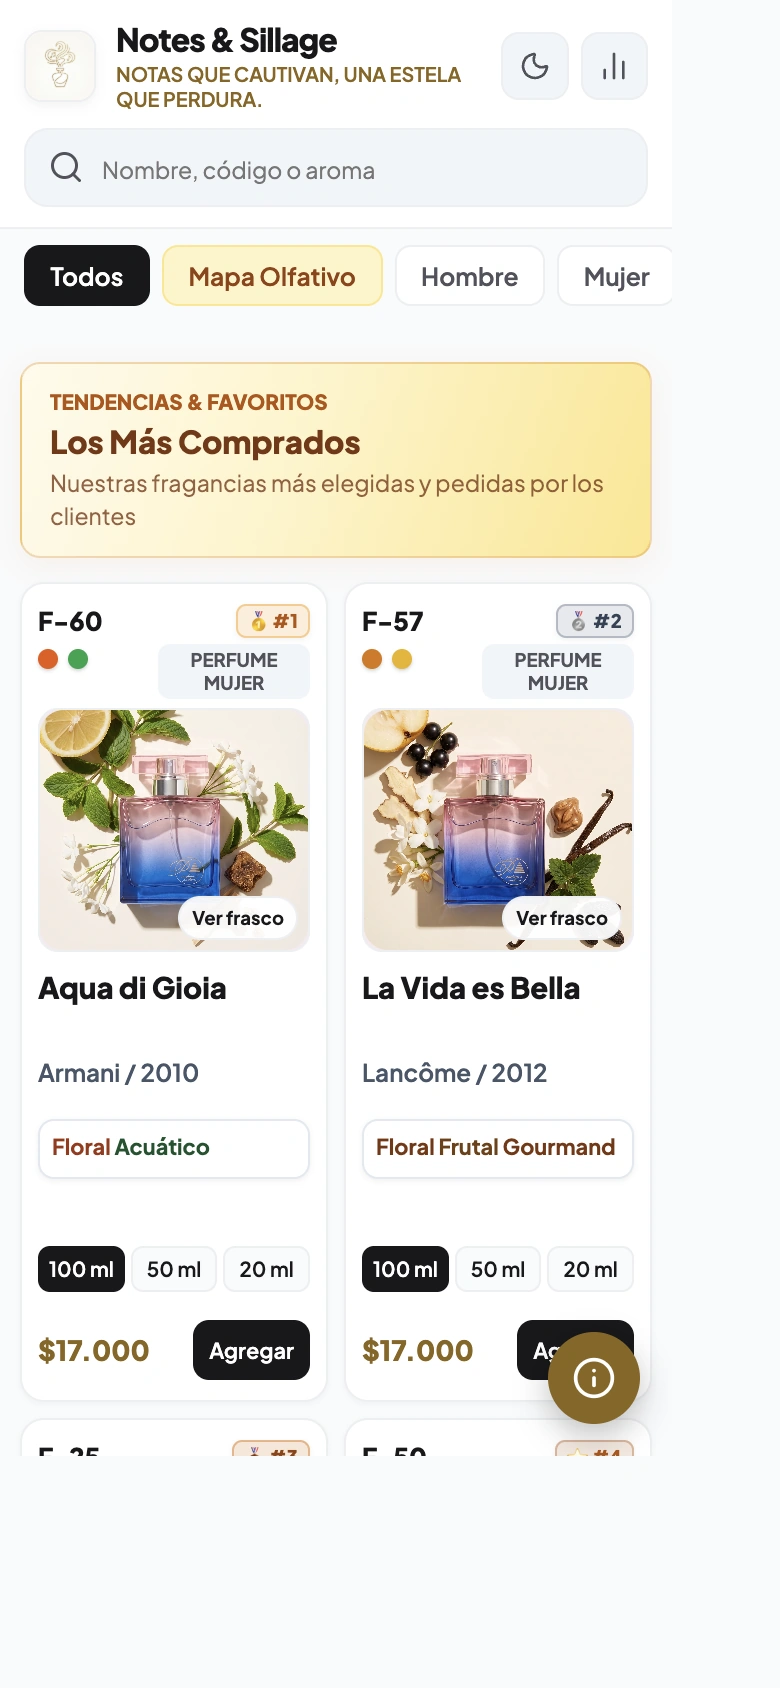 Notes & Sillage
NOTAS QUE CAUTIVAN, UNA ESTELA
QUE PERDURA.
Nombre, código o aroma
Todos
Mapa Olfativo
Hombre
Mujer
TENDENCIAS & FAVORITOS
Los Más Comprados
Nuestras fragancias más elegidas y pedidas por los
clientes
F-60
#1
PERFUME
MUJER
Ver frasco
Aqua di Gioia
Armani / 2010
Floral Acuático
100 ml
50 ml
20 ml
$17.000
Agregar
F-57
#2
PERFUME
MUJER
Ver frasco
La Vida es Bella
Lancôme / 2012
Floral Frutal Gourmand
100 ml
50 ml
20 ml
$17.000
#3
#4